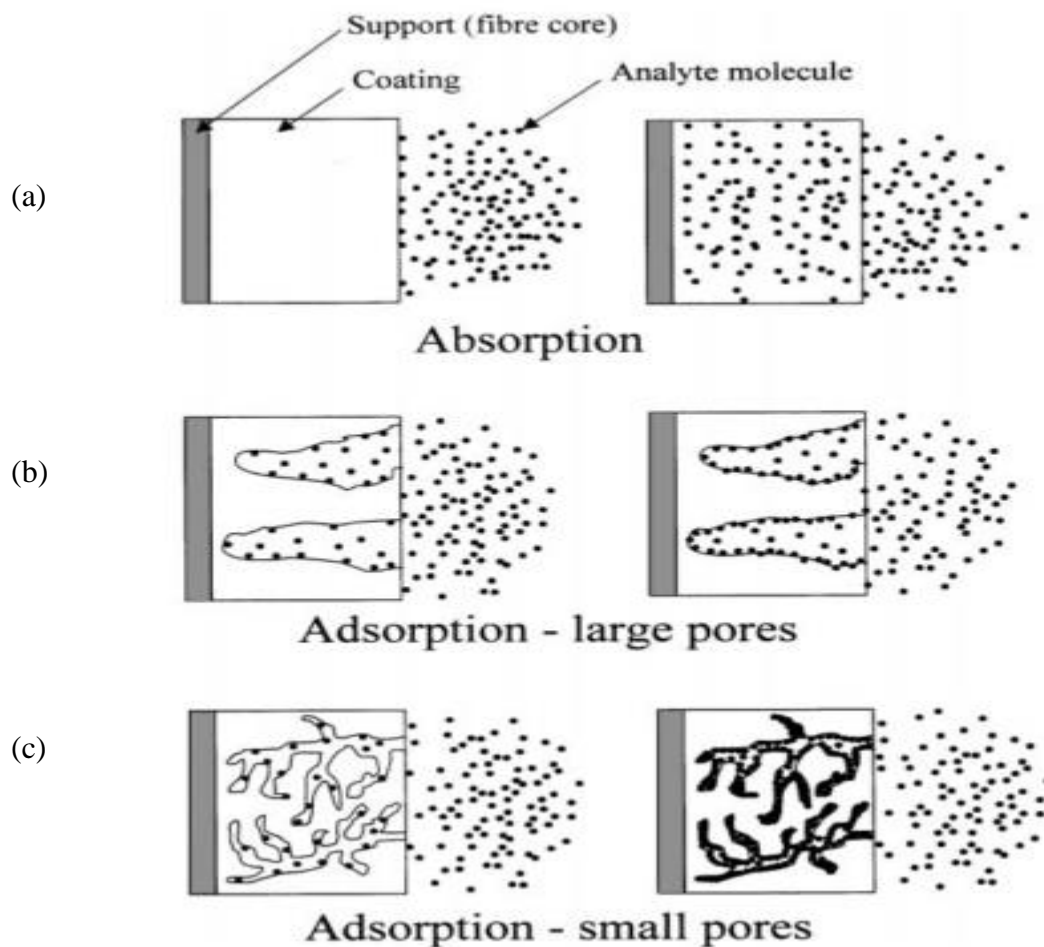 Support (fibre core)
Coating
Analyte molecule
(a)
Absorption
(b)
Adsorption - large pores
(c)
Adsorption - small pores